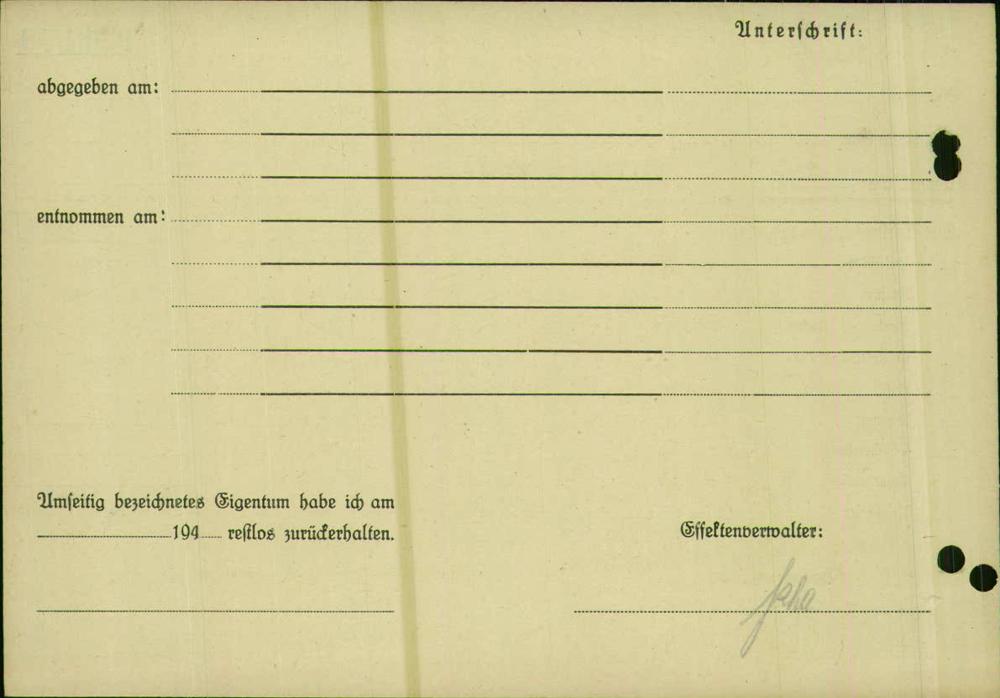 Unterschrift:
abgegeben am:
entnommen am:
Umseitig bezeichnetes Eigentum habe ich am
194 restlos zurückerhalten.
Effektenverwalter: